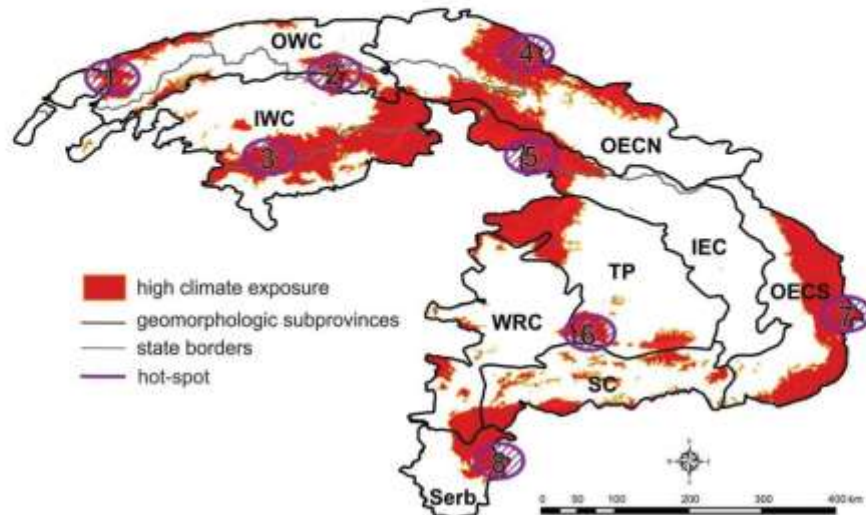 OWC
1
2
4
IWC
3
5
OECN
IEC
TP
OECS
7
WRC
6
SC
8
Serb
high climate exposure
geomorphologic subprovinces
state borders
hot-spot
0 50 100 200 300 400 km